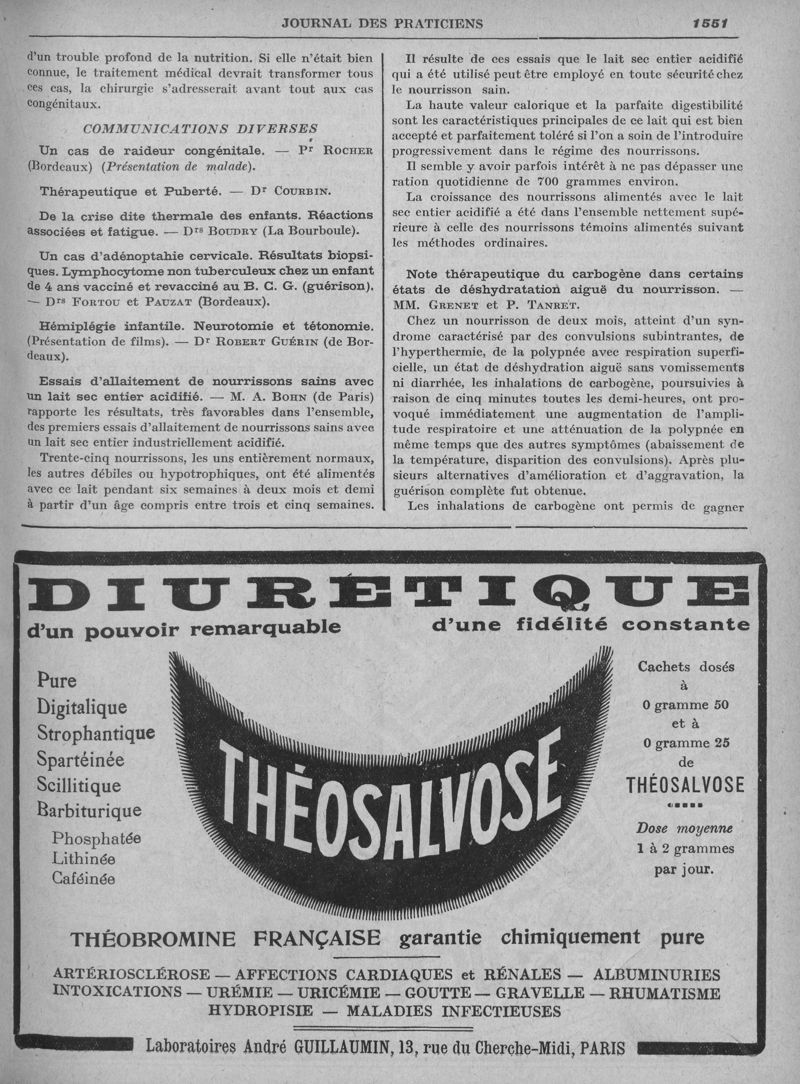 JOURNAL DES PRATICIENS
1551
d'un trouble profond de la nutrition. Si elle n'était bien
connue, le traitement médical devrait transformer tous
ces cas, la chirurgie s'adresserait avant tout aux cas
congénitaux.
COMMUNICATIONS DIVERSES
Un cas de raideur congénitale. — Pr ROCHER
(Bordeaux) (Présentation de malade).
Thérapeutique et Puberté. — Dr COURBIN.
De la crise dite thermale des enfants. Réactions
associées et fatigue. — Drs BOUDRY (La Bourboule).
Un cas d'adénoptahie cervicale. Résultats biopsi-
ques. Lymphocytome non tuberculeux chez un enfant
de 4 ans vacciné et revacciné au B. C. G. (guérison).
— Drs FORTOU et PAUZAT (Bordeaux).
Hémiplégie infantile. Neurotomie et tétonomie.
(Présentation de films). — Dr ROBERT GUÉRIN (de Bor-
deaux).
Essais d'allaitement de nourrissons sains avec
un lait sec entier acidifié. — M. A. BOHN (de Paris)
rapporte les résultats, très favorables dans l'ensemble,
des premiers essais d'allaitement de nourrissons sains avec
un lait sec entier industriellement acidifié.
Trente-cinq nourrissons, les uns entièrement normaux,
les autres débiles ou hypotrophiques, ont été alimentés
avec ce lait pendant six semaines à deux mois et demi
à partir d'un âge compris entre trois et cinq semaines.
Il résulte de ces essais que le lait sec entier acidifié
qui a été utilisé peut être employé en toute sécurité chez
le nourrisson sain.
La haute valeur calorique et la parfaite digestibilité
sont les caractéristiques principales de ce lait qui est bien
accepté et parfaitement toléré si l'on a soin de l'introduire
progressivement dans le régime des nourrissons.
Il semble y avoir parfois intérêt à ne pas dépasser une
ration quotidienne de 700 grammes environ.
La croissance des nourrissons alimentés avec le lait
sec entier acidifié a été dans l'ensemble nettement supé-
rieure à celle des nourrissons témoins alimentés suivant
les méthodes ordinaires.
Note thérapeutique du carbogène dans certains
états de déshydratation aiguë du nourrisson. —
MM. GRENET et P. TANRET.
Chez un nourrisson de deux mois, atteint d'un syn-
drome caractérisé par des convulsions subintrantes, de
l'hyperthermie, de la polypnée avec respiration superfi-
cielle, un état de déshydration aiguë sans vomissements
ni diarrhée, les inhalations de carbogène, poursuivies à
raison de cinq minutes toutes les demi-heures, ont pro-
voqué immédiatement une augmentation de l'ampli-
tude respiratoire et une atténuation de la polypnée en
même temps que des autres symptômes (abaissement de
la température, disparition des convulsions). Après plu-
sieurs alternatives d'amélioration et d'aggravation, la
guérison complète fut obtenue.
Les inhalations de carbogène ont permis de gagner
DIURÉTIQUE
d'un pouvoir remarquable
d'une fidélité constante
Pure
Digitalique
Strophantique
Spartéinée
Scillitique
Barbiturique
Phosphatée
Lithinée
Caféinée
THÉOSALVOSE
Cachets dosés
à
0 gramme 50
et à
0 gramme 25
de
THÉOSALVOSE
Dose moyenne
1 à 2 grammes
par jour.
THÉOBROMINE FRANÇAISE garantie chimiquement pure
ARTÉRIOSCLÉROSE — AFFECTIONS CARDIAQUES et RÉNALES — ALBUMINURIES
INTOXICATIONS — URÉMIE — URICÉMIE — GOUTTE — GRAVELLE — RHUMATISME
HYDROPISIE — MALADIES INFECTIEUSES
Laboratoires André GUILLAUMIN, 13, rue du Cherche-Midi, PARIS